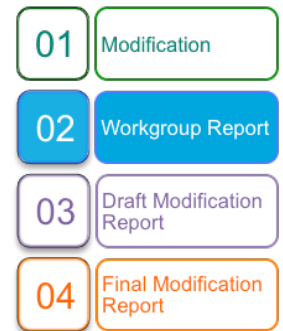 01 Modification
02 Workgroup Report
03 Draft Modification
Report
04 Final Modification
Report